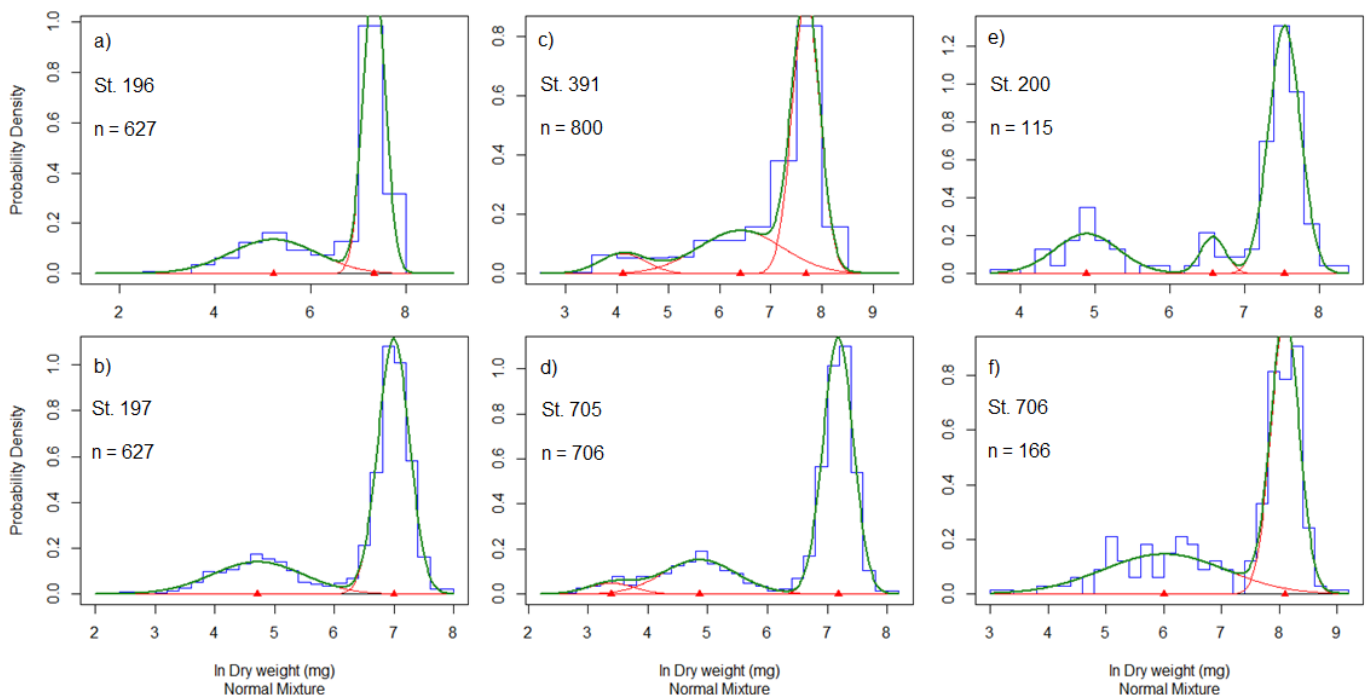 a)
St. 196
n = 627
Probability Density
0.0 0.2 0.4 0.6 0.8 1.0
2 4 6 8
c)
St. 391
n = 800
0.0 0.2 0.4 0.6 0.8
3 4 5 6 7 8 9
e)
St. 200
n = 115
0.0 0.2 0.4 0.6 0.8 1.0 1.2
4 5 6 7 8
b)
St. 197
n = 627
Probability Density
0.0 0.2 0.4 0.6 0.8 1.0
2 3 4 5 6 7 8
ln Dry weight (mg)
Normal Mixture
d)
St. 705
n = 706
0.0 0.2 0.4 0.6 0.8 1.0
2 3 4 5 6 7 8
ln Dry weight (mg)
Normal Mixture
f)
St. 706
n = 166
0.0 0.2 0.4 0.6 0.8
3 4 5 6 7 8 9
ln Dry weight (mg)
Normal Mixture